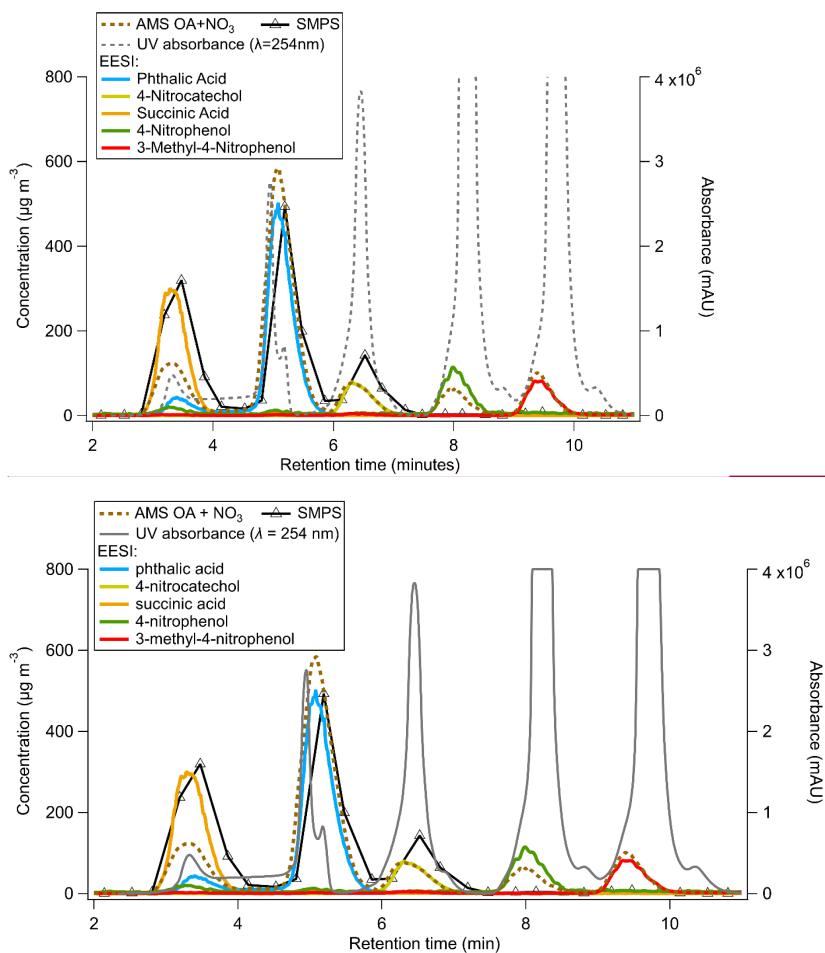 AMS OA+NO₃ SMPS
UV absorbance (λ=254nm)
EESI:
Phthalic Acid
4-Nitrocatechol
Succinic Acid
4-Nitrophenol
3-Methyl-4-Nitrophenol
800
600
400
200
0
Concentration (µg m⁻³)
4 x10⁶
3
2
1
0
Absorbance (mAU)
2 4 6 8 10
Retention time (minutes)
AMS OA + NO₃ SMPS
UV absorbance (λ = 254 nm)
EESI:
phthalic acid
4-nitrocatechol
succinic acid
4-nitrophenol
3-methyl-4-nitrophenol
800
600
400
200
0
Concentration (µg m⁻³)
4 x10⁶
3
2
1
0
Absorbance (mAU)
2 4 6 8 10
Retention time (min)